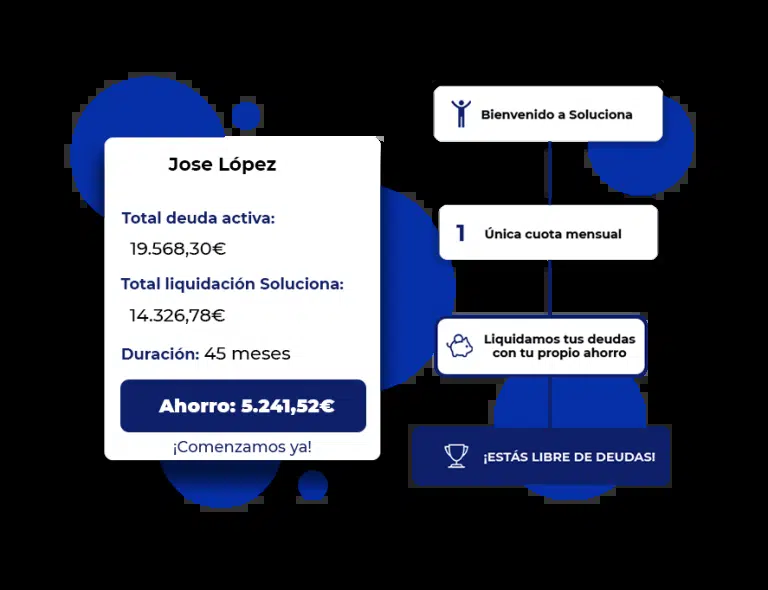 Jose López
Total deuda activa:
19.568,30€
Total liquidación Soluciona:
14.326,78€
Duración: 45 meses
Ahorro: 5.241,52€
¡Comenzamos ya!
Bienvenido a Soluciona
1 Única cuota mensual
Liquidamos tus deudas
con tu propio ahorro
¡ESTÁS LIBRE DE DEUDAS!